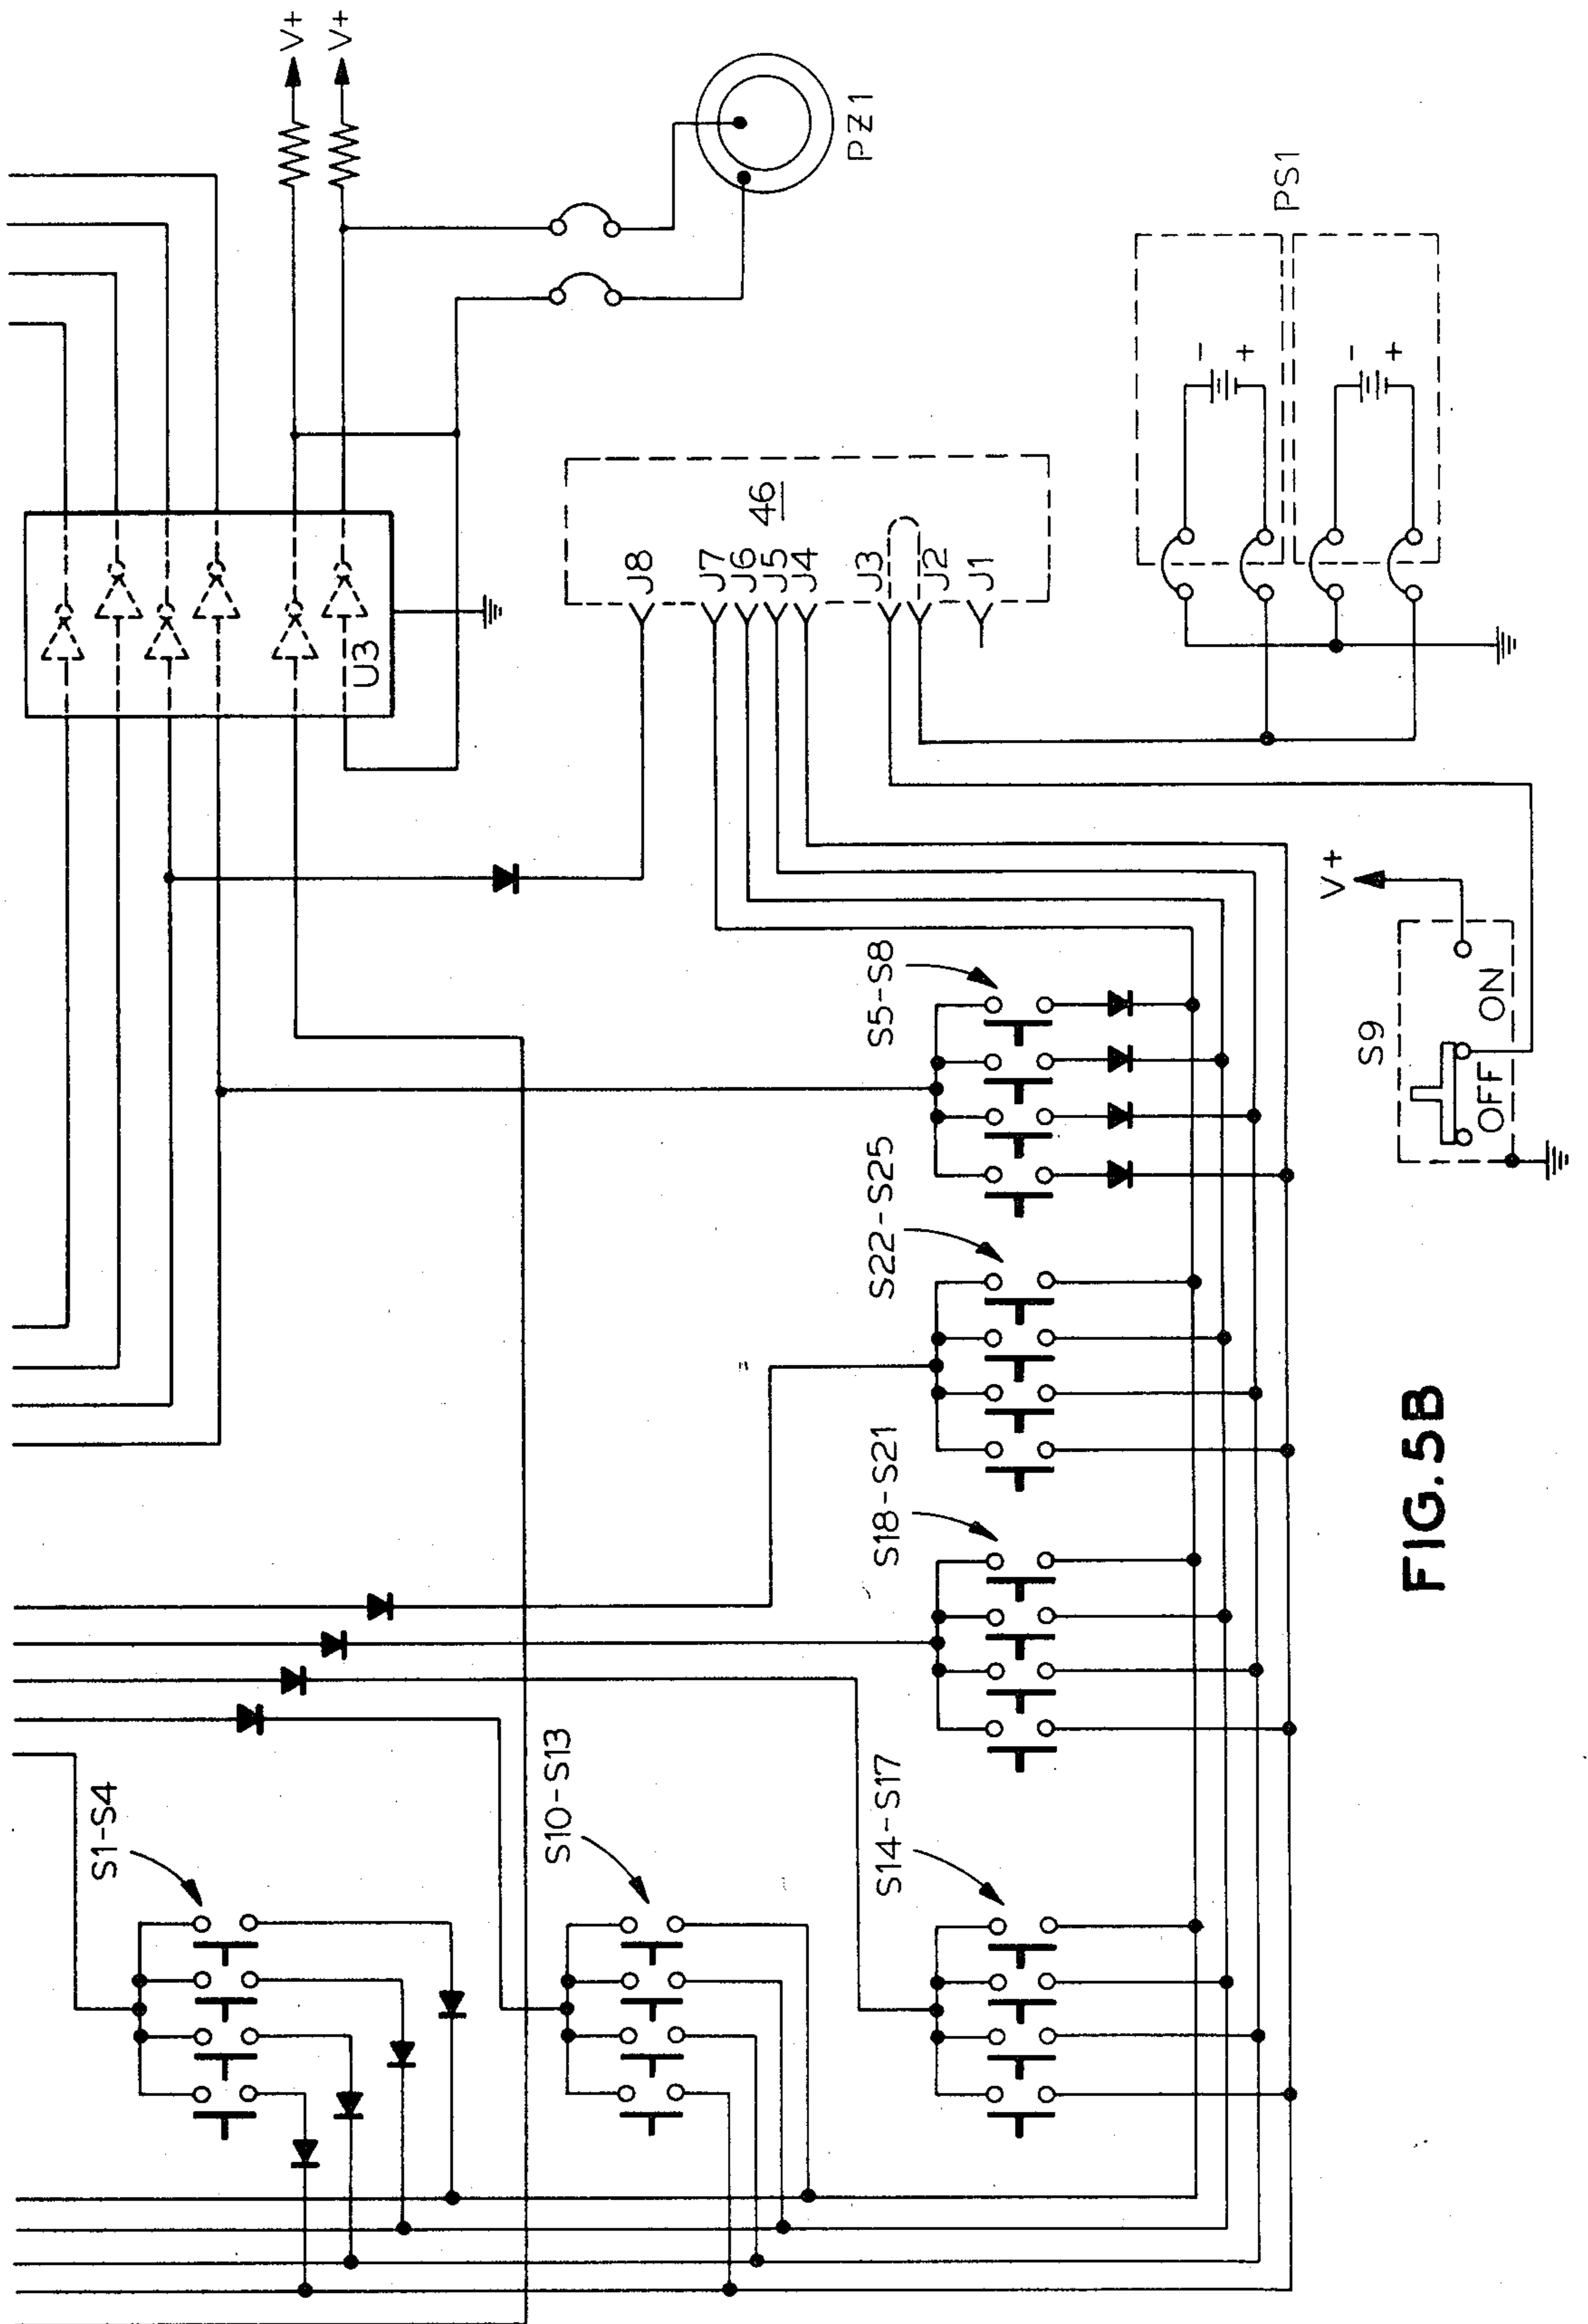 V+
V+
PZ1
U3
PS1
-
+
-
+
46
J8
J7
J6
J5
J4
J3
J2
J1
V+
S9
OFF ON
S5-S8
S22-S25
S18-S21
S1-S4
S10-S13
S14-S17
FIG.5B